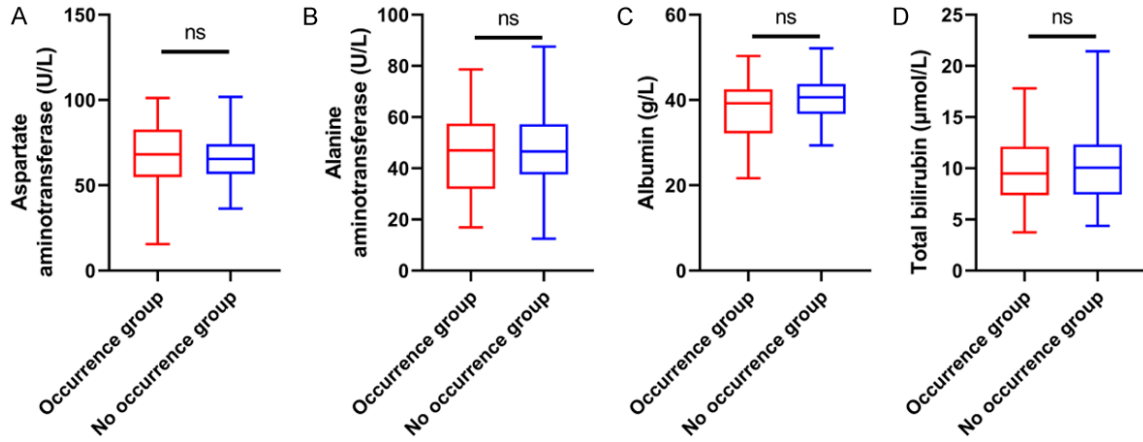 A
ns
Aspartate
aminotransferase (U/L)
150
100
50
0
Occurrence group
No occurrence group
B
ns
Alanine
aminotransferase (U/L)
100
80
60
40
20
0
Occurrence group
No occurrence group
C
ns
Albumin (g/L)
60
40
20
0
Occurrence group
No occurrence group
D
ns
Total bilirubin (μmol/L)
25
20
15
10
5
0
Occurrence group
No occurrence group